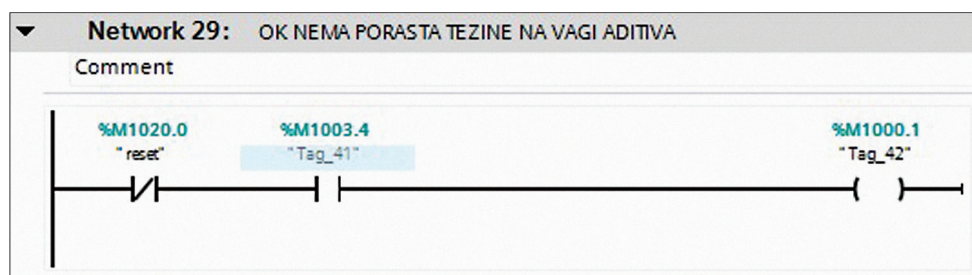 Network 29: OK NEMA PORASTA TEZINE NA VAGI ADITIVA
Comment
%M1020.0 %M1003.4 %M1000.1
"reset" "Tag_41" "Tag_42"